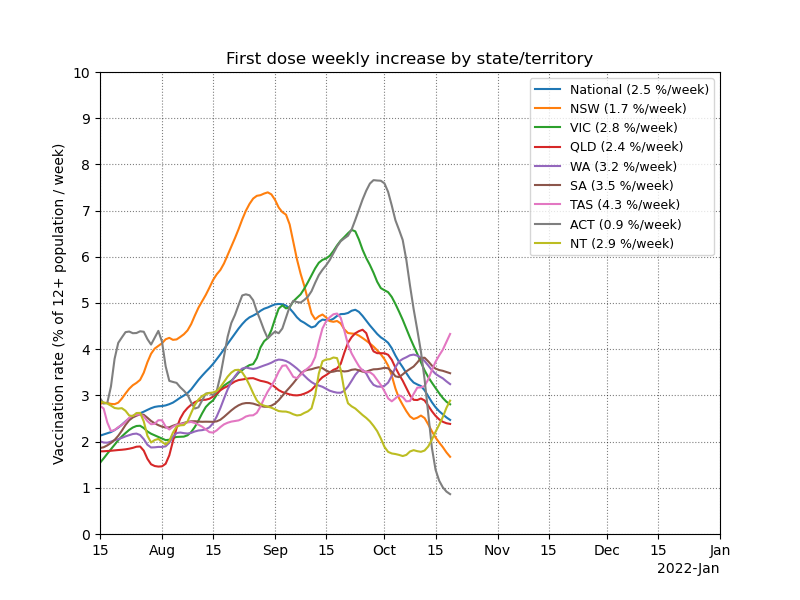 First dose weekly increase by state/territory
Vaccination rate (% of 12+ population / week)
10
9
8
7
6
5
4
3
2
1
0
National (2.5 %/week)
NSW (1.7 %/week)
VIC (2.8 %/week)
QLD (2.4 %/week)
WA (3.2 %/week)
SA (3.5 %/week)
TAS (4.3 %/week)
ACT (0.9 %/week)
NT (2.9 %/week)
15 Aug 15 Sep 15 Oct 15 Nov 15 Dec 15 Jan
2022-Jan